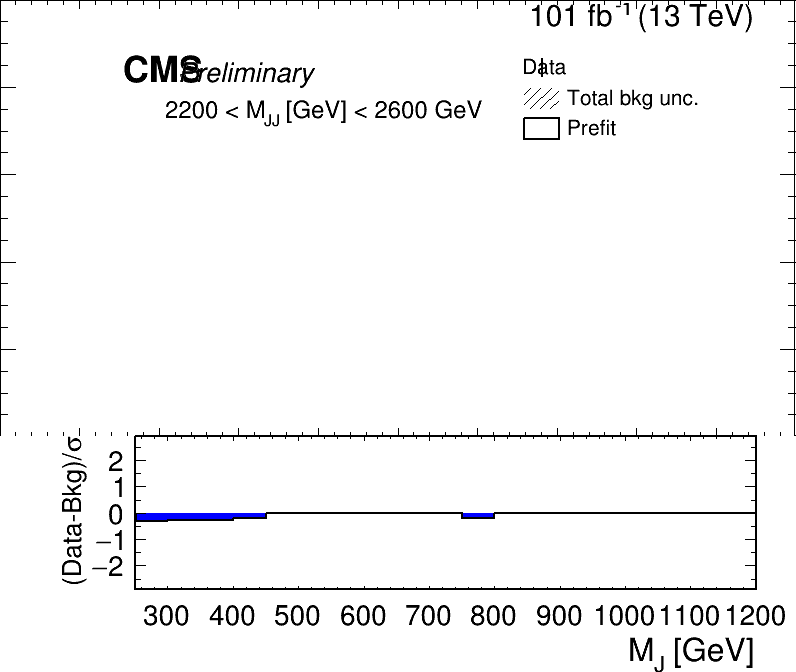 101 fb⁻¹ (13 TeV)
CMS Preliminary
Data
2200 < M_JJ [GeV] < 2600 GeV
Total bkg unc.
Prefit
(Data-Bkg)/σ
2
1
0
−1
−2
300 400 500 600 700 800 900 1000 1100 1200
M_J [GeV]